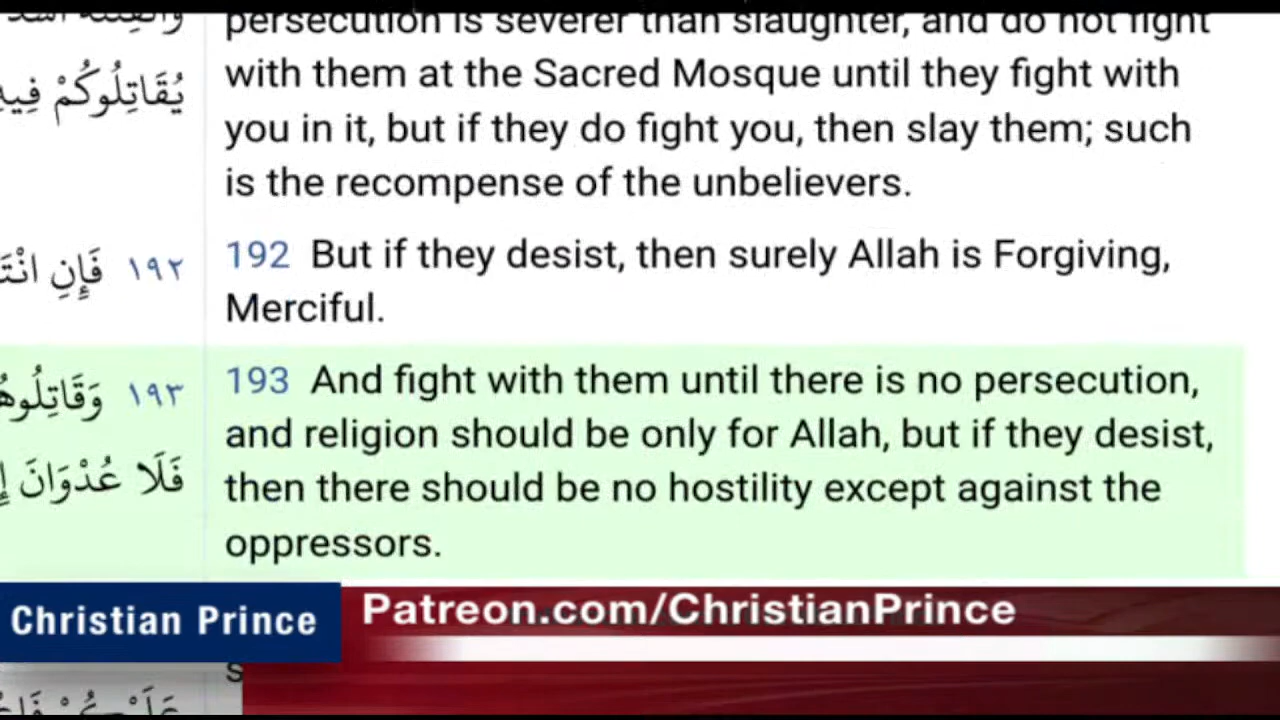 persecution is severer than slaughter, and do not fight
يُقَاتِلُوكُمْ
with them at the Sacred Mosque until they fight with
you in it, but if they do fight you, then slay them; such
is the recompense of the unbelievers.
١٩٢ فَإِنِ
192 But if they desist, then surely Allah is Forgiving,
Merciful.
١٩٣
193 And fight with them until there is no persecution,
and religion should be only for Allah, but if they desist,
فَلَا عُدْوَانَ
then there should be no hostility except against the
oppressors.
Christian Prince
Patreon.com/ChristianPrince